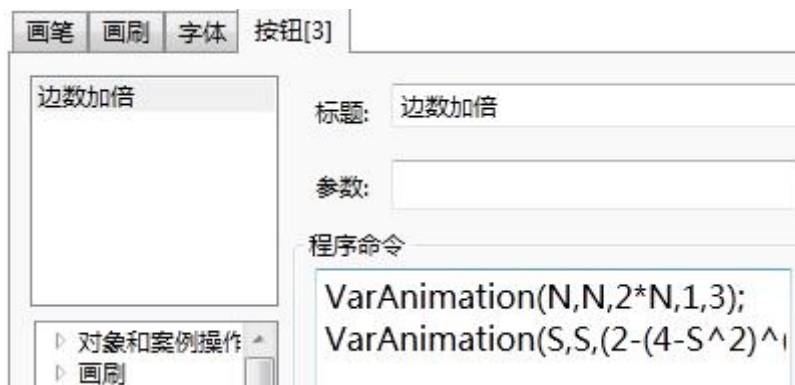 画笔 画刷 字体 按钮[3]
边数加倍
标题: 边数加倍
参数:
程序命令
VarAnimation(N,N,2*N,1,3);
VarAnimation(S,S,(2-(4-S^2)^(
对象和案例操作
画刷